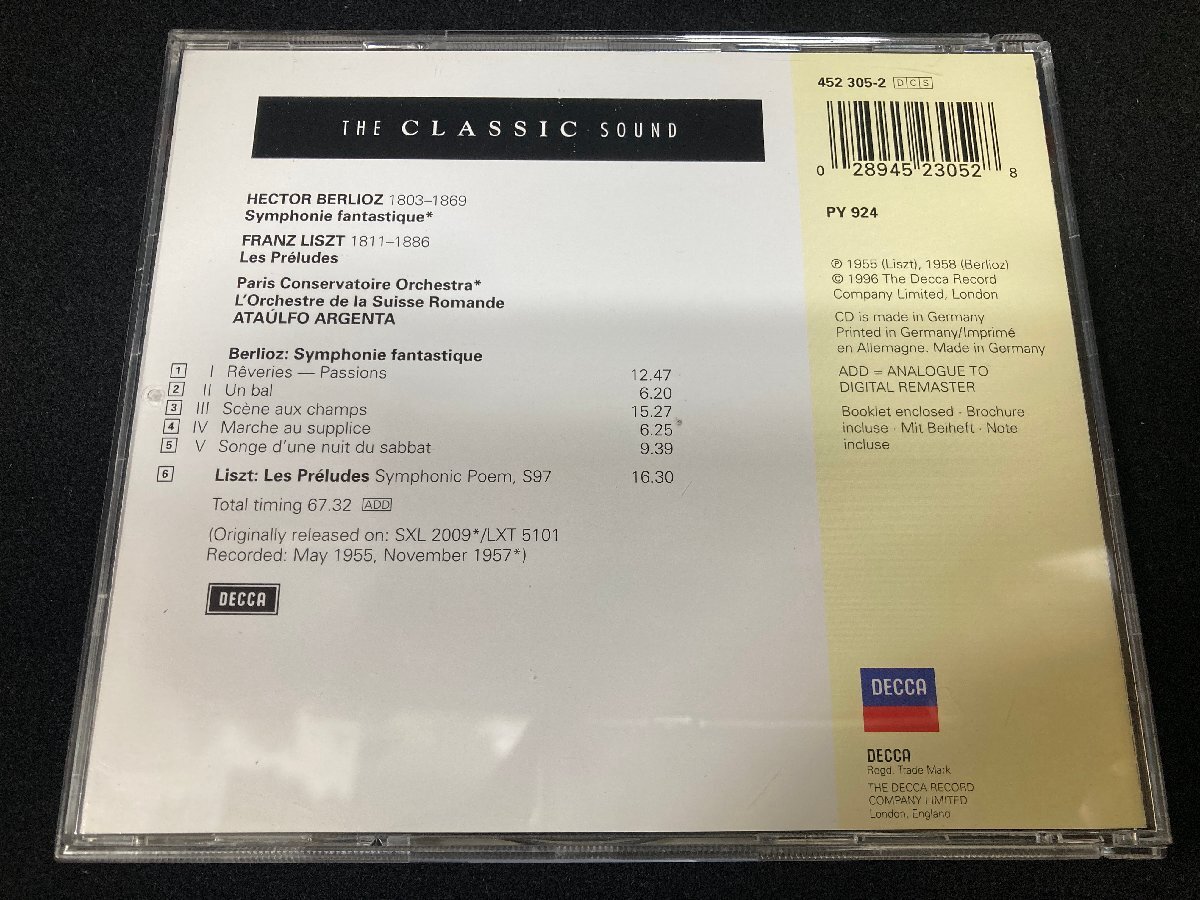 THE CLASSIC SOUND
HECTOR BERLIOZ 1803–1869
Symphonie fantastique*
FRANZ LISZT 1811–1886
Les Préludes
Paris Conservatoire Orchestra*
L'Orchestre de la Suisse Romande
ATAÚLFO ARGENTA
Berlioz: Symphonie fantastique
1 I Rêveries — Passions 12.47
2 II Un bal 6.20
3 III Scène aux champs 15.27
4 IV Marche au supplice 6.25
5 V Songe d'une nuit du sabbat 9.39
6 Liszt: Les Préludes Symphonic Poem, S97 16.30
Total timing 67.32 ADD
(Originally released on: SXL 2009*/LXT 5101
Recorded: May 1955, November 1957*)
DECCA
452 305-2 DCS
0 28945 23052 8
PY 924
℗ 1955 (Liszt), 1958 (Berlioz)
© 1996 The Decca Record
Company Limited, London
CD is made in Germany
Printed in Germany/Imprimé
en Allemagne. Made in Germany
ADD = ANALOGUE TO
DIGITAL REMASTER
Booklet enclosed · Brochure
incluse · Mit Beiheft · Note
incluse
DECCA
DECCA
Regd. Trade Mark
THE DECCA RECORD
COMPANY LIMITED
London, England